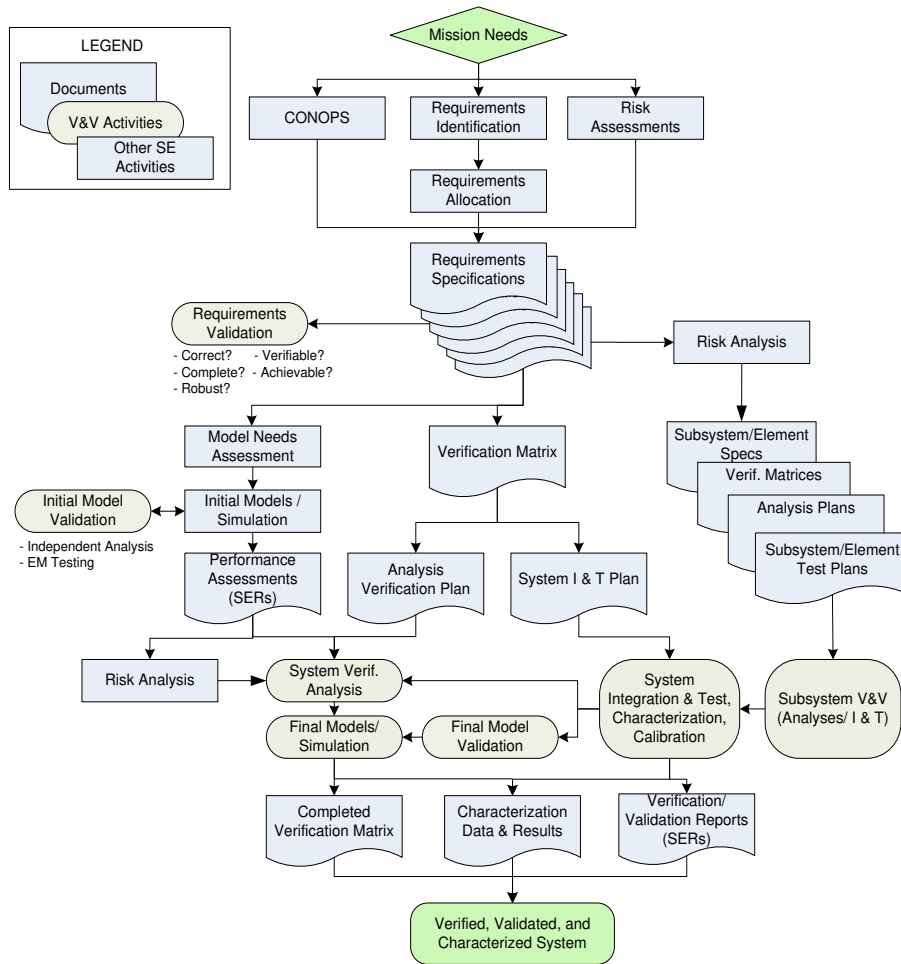 Mission Needs
LEGEND
Documents
V&V Activities
Other SE
Activities
CONOPS
Requirements
Identification
Risk
Assessments
Requirements
Allocation
Requirements
Specifications
Requirements
Validation
- Correct? - Verifiable?
- Complete? - Achievable?
- Robust?
Risk Analysis
Model Needs
Assessment
Verification Matrix
Subsystem/Element
Specs
Verif. Matrices
Analysis Plans
Subsystem/Element
Test Plans
Initial Model
Validation
- Independent Analysis
- EM Testing
Initial Models /
Simulation
Performance
Assessments
(SERs)
Analysis
Verification Plan
System I & T Plan
Risk Analysis
System Verif.
Analysis
System
Integration & Test,
Characterization,
Calibration
Subsystem V&V
(Analyses/ I & T)
Final Models/
Simulation
Final Model
Validation
Completed
Verification Matrix
Characterization
Data & Results
Verification/
Validation Reports
(SERs)
Verified, Validated, and
Characterized System